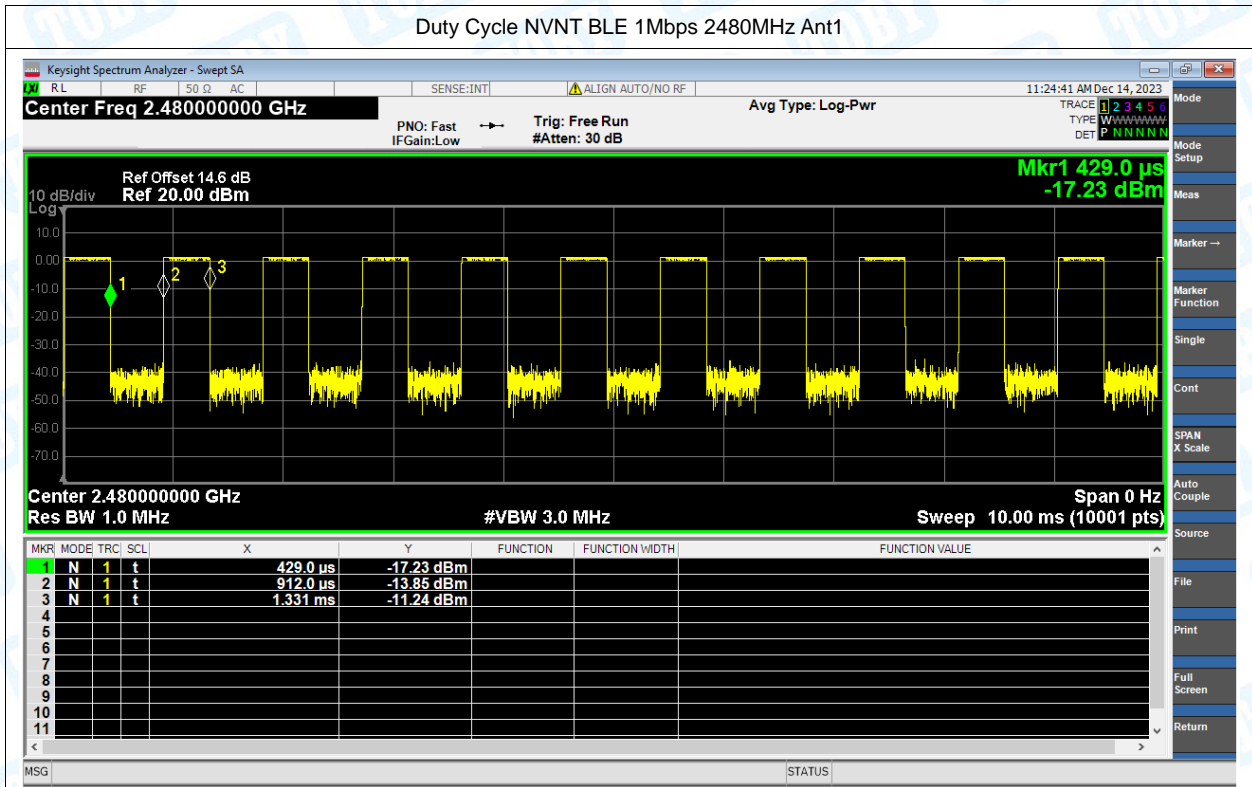 Duty Cycle NVNT BLE 1Mbps 2480MHz Ant1
Keysight Spectrum Analyzer - Swept SA
LXI RL RF 50 Ω AC SENSE:INT ALIGN AUTO/NO RF 11:24:41 AM Dec 14, 2023
Center Freq 2.480000000 GHz Avg Type: Log-Pwr TRACE 1 2 3 4 5 6
PNO: Fast Trig: Free Run TYPE WWWWWW
IFGain:Low #Atten: 30 dB DET P N N N N N
Mode
Mode Setup
Meas
Marker →
Marker Function
Single
Cont
SPAN X Scale
Auto Couple
Source
File
Print
Full Screen
Return
Mkr1 429.0 µs
-17.23 dBm
Ref Offset 14.6 dB
10 dB/div Ref 20.00 dBm
Log
10.0
0.00
-10.0
-20.0
-30.0
-40.0
-50.0
-60.0
-70.0
1 2 3
Center 2.480000000 GHz Span 0 Hz
Res BW 1.0 MHz #VBW 3.0 MHz Sweep 10.00 ms (10001 pts)
MKR MODE TRC SCL X Y FUNCTION FUNCTION WIDTH FUNCTION VALUE
1 N 1 t 429.0 µs -17.23 dBm
2 N 1 t 912.0 µs -13.85 dBm
3 N 1 t 1.331 ms -11.24 dBm
4
5
6
7
8
9
10
11
MSG STATUS
TOBY